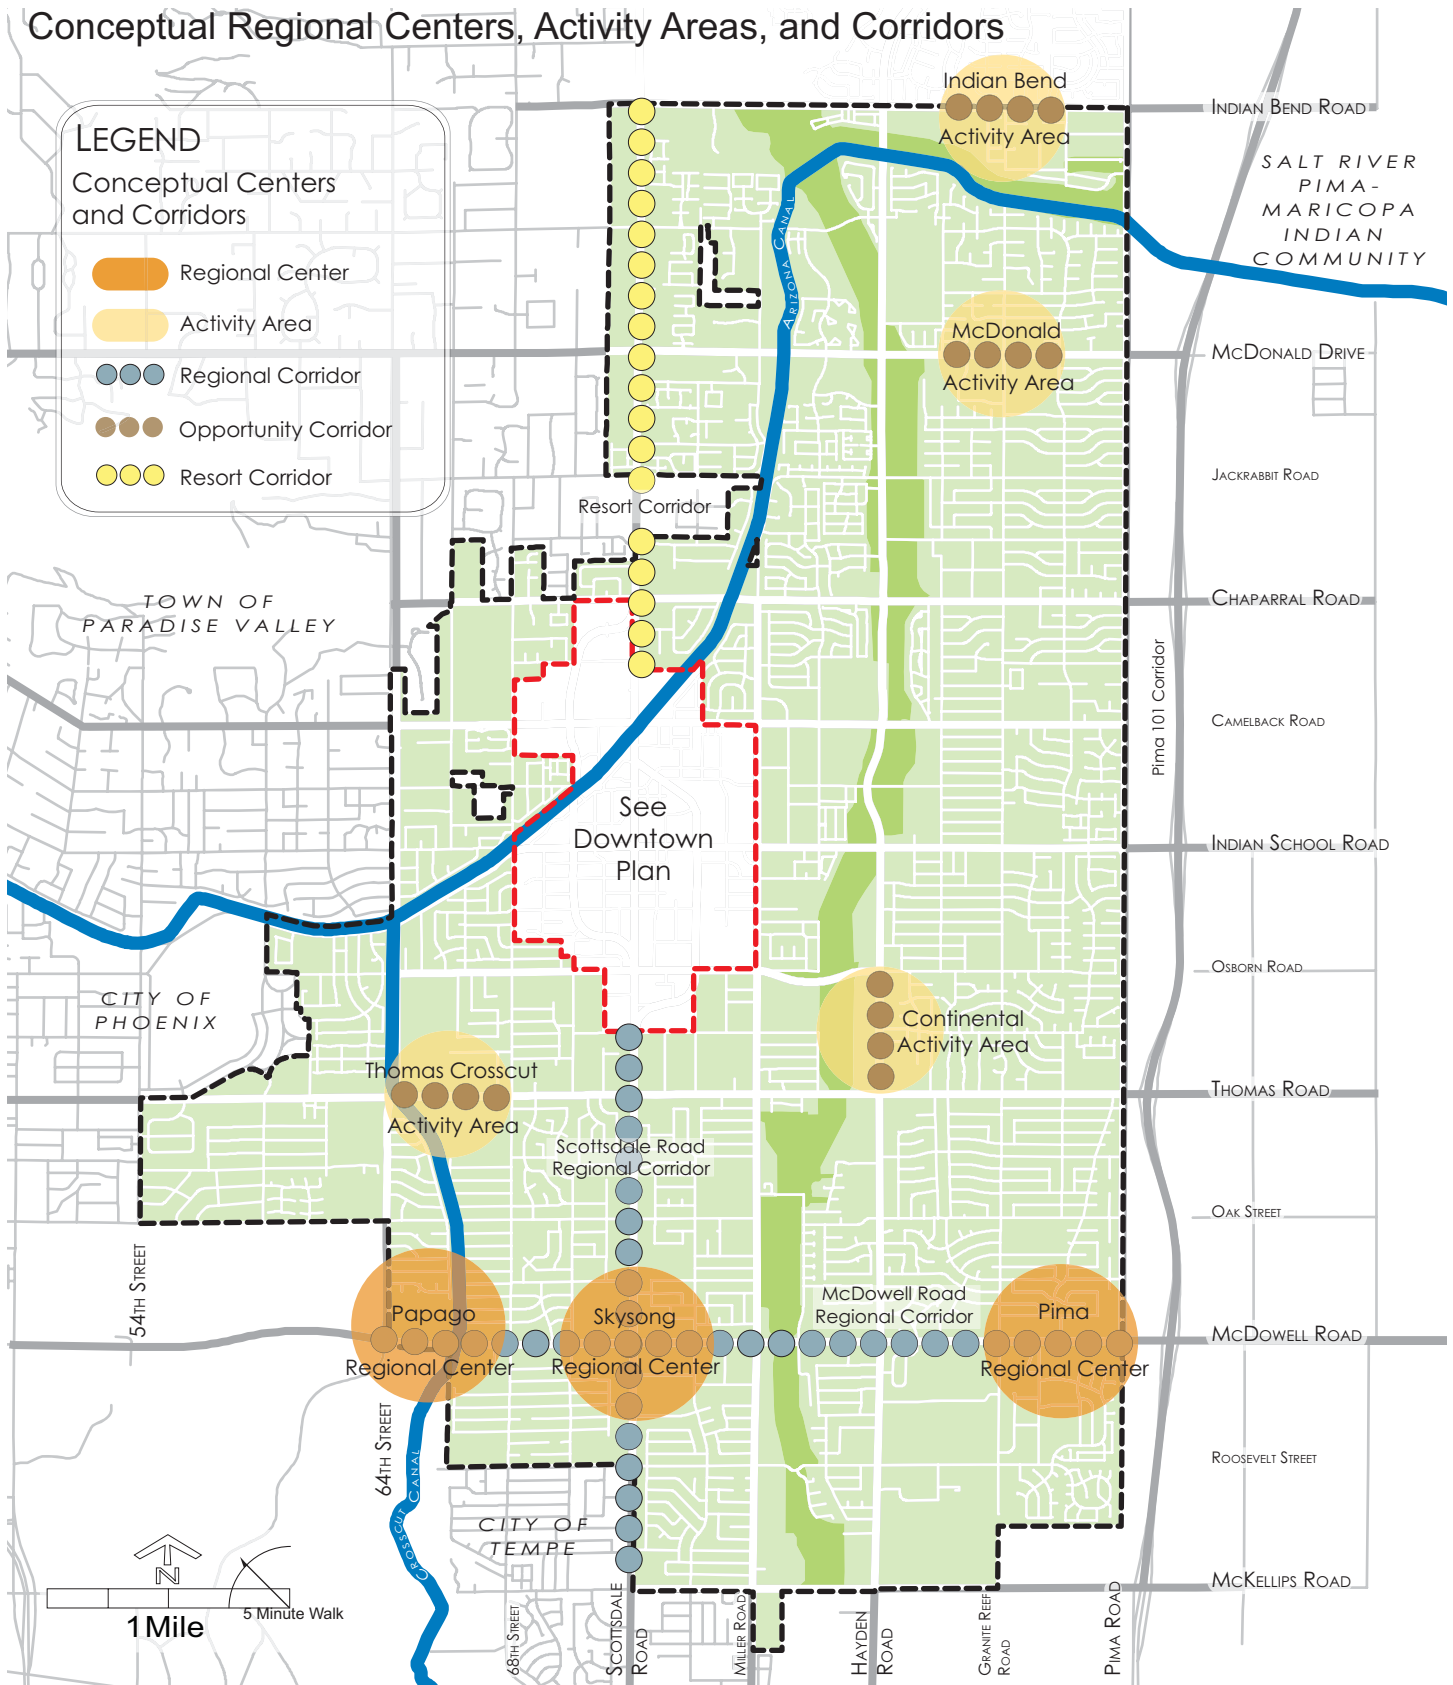 Conceptual Regional Centers, Activity Areas, and Corridors
LEGEND
Conceptual Centers
and Corridors
Regional Center
Activity Area
Regional Corridor
Opportunity Corridor
Resort Corridor
Indian Bend
Activity Area
INDIAN BEND ROAD
SALT RIVER
PIMA-
MARICOPA
INDIAN
COMMUNITY
ARIZONA CANAL
McDonald
Activity Area
MCDONALD DRIVE
JACKRABBIT ROAD
Resort Corridor
TOWN OF
PARADISE VALLEY
CHAPARRAL ROAD
Pima 101 Corridor
CAMELBACK ROAD
See
Downtown
Plan
INDIAN SCHOOL ROAD
OSBORN ROAD
CITY OF
PHOENIX
Continental
Activity Area
Thomas Crosscut
Activity Area
THOMAS ROAD
Scottsdale Road
Regional Corridor
OAK STREET
54TH STREET
McDowell Road
Regional Corridor
Papago
Regional Center
Skysong
Regional Center
Pima
Regional Center
MCDOWELL ROAD
64TH STREET
CROSSCUT CANAL
ROOSEVELT STREET
CITY OF
TEMPE
N
1 Mile
5 Minute Walk
MCKELLIPS ROAD
68TH STREET
SCOTTSDALE
ROAD
MILLER ROAD
HAYDEN
ROAD
GRANITE REEF
ROAD
PIMA ROAD